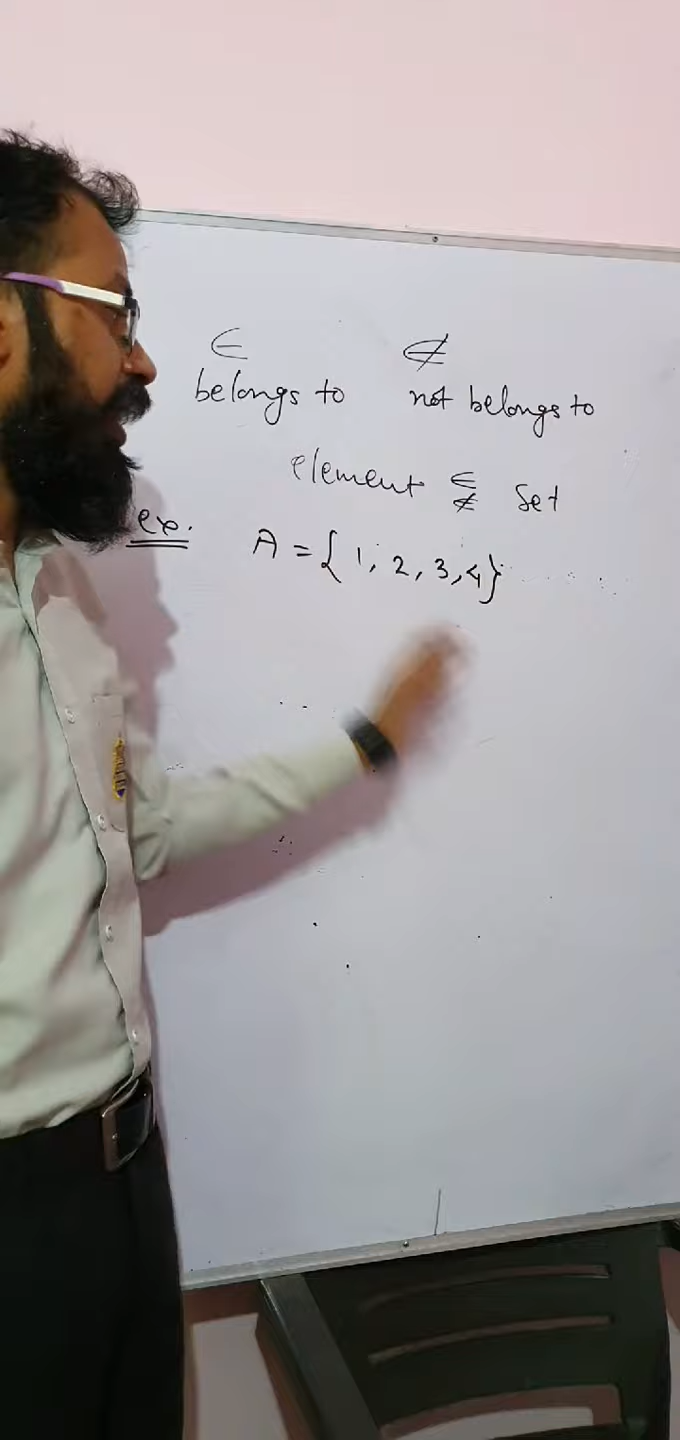 ∈ ∉
belongs to not belongs to
element ∈ ∉ Set
ex. A = {1, 2, 3, 4}